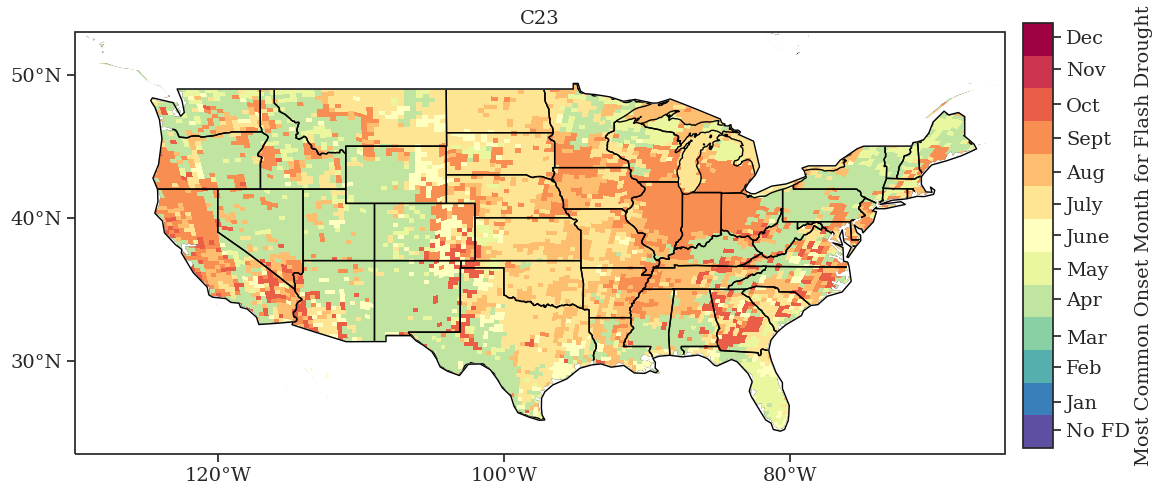 C23
50°N
40°N
30°N
120°W
100°W
80°W
Dec
Nov
Oct
Sept
Aug
July
June
May
Apr
Mar
Feb
Jan
No FD
Most Common Onset Month for Flash Drought